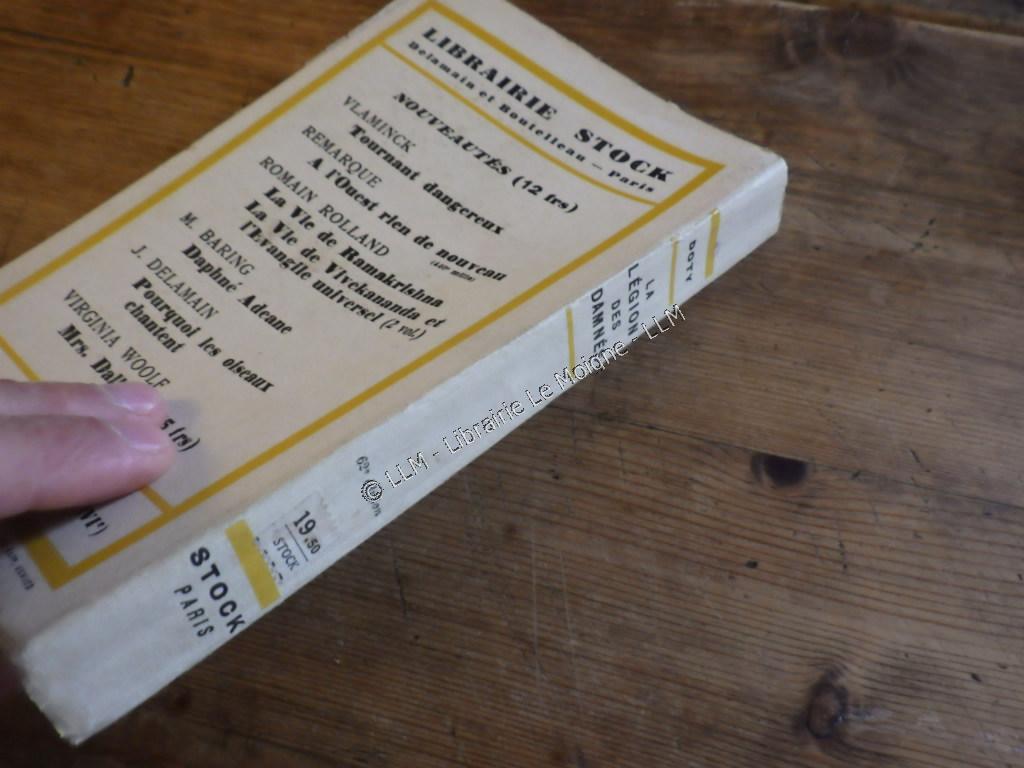 LIBRAIRIE STOCK
Delamain et Boutelleau — Paris
NOUVEAUTÉS (12 frs)
VLAMINCK
Tournant dangereux
REMARQUE
A l'Ouest rien de nouveau
ROMAIN ROLLAND
La Vie de Ramakrishna
La Vie de Vivekananda et
l'Evangile universel (2 vol.)
M. BARING
Daphné Adeane
J. DELAMAIN
Pourquoi les oiseaux
chantent
VIRGINIA WOOLF
Mrs.
DOTY
LA
LÉGION
DES
19.50
STOCK
STOCK
PARIS
© LLM - Librairie Le Moigne - LLM